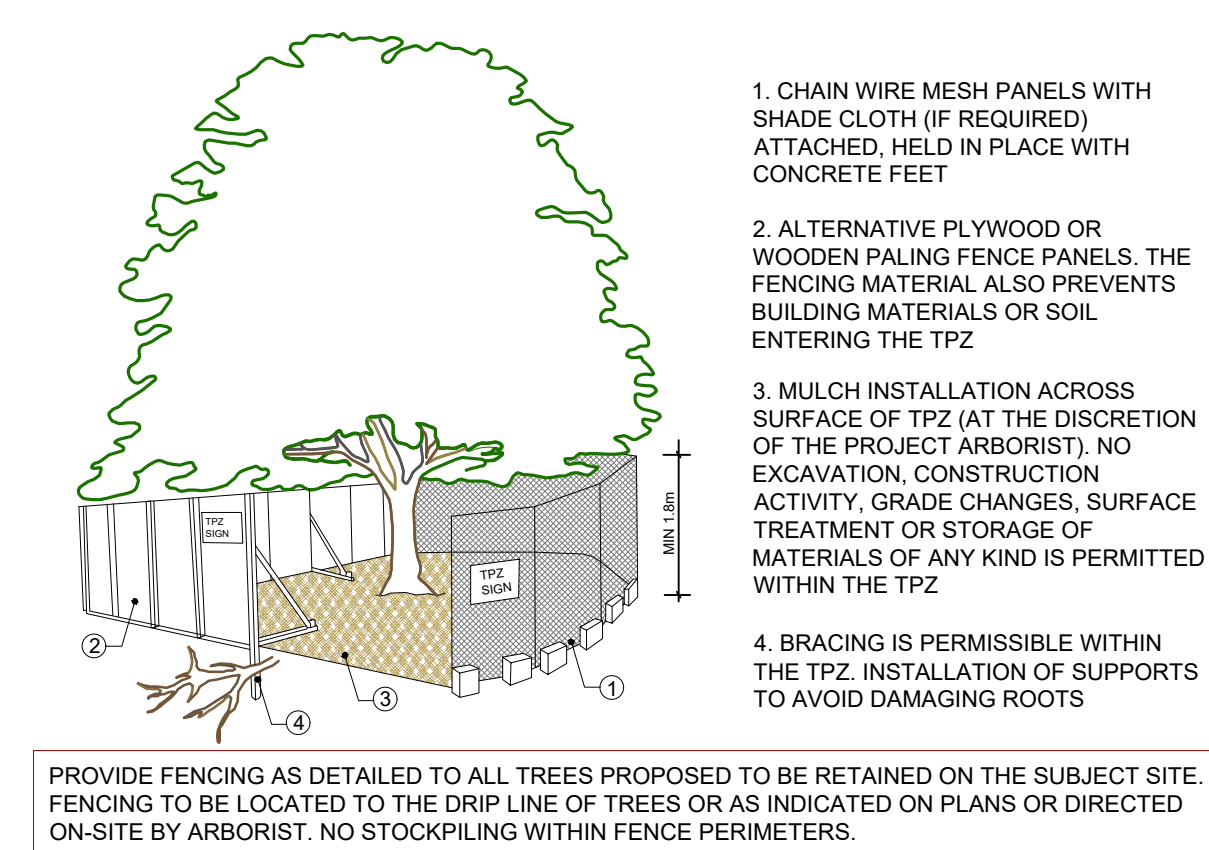 1. CHAIN WIRE MESH PANELS WITH
SHADE CLOTH (IF REQUIRED)
ATTACHED, HELD IN PLACE WITH
CONCRETE FEET
2. ALTERNATIVE PLYWOOD OR
WOODEN PALING FENCE PANELS. THE
FENCING MATERIAL ALSO PREVENTS
BUILDING MATERIALS OR SOIL
ENTERING THE TPZ
3. MULCH INSTALLATION ACROSS
SURFACE OF TPZ (AT THE DISCRETION
OF THE PROJECT ARBORIST). NO
EXCAVATION, CONSTRUCTION
ACTIVITY, GRADE CHANGES, SURFACE
TREATMENT OR STORAGE OF
MATERIALS OF ANY KIND IS PERMITTED
WITHIN THE TPZ
4. BRACING IS PERMISSIBLE WITHIN
THE TPZ. INSTALLATION OF SUPPORTS
TO AVOID DAMAGING ROOTS
TPZ
SIGN
TPZ
SIGN
MIN 1.8m
2
3
4
1
PROVIDE FENCING AS DETAILED TO ALL TREES PROPOSED TO BE RETAINED ON THE SUBJECT SITE.
FENCING TO BE LOCATED TO THE DRIP LINE OF TREES OR AS INDICATED ON PLANS OR DIRECTED
ON-SITE BY ARBORIST. NO STOCKPILING WITHIN FENCE PERIMETERS.